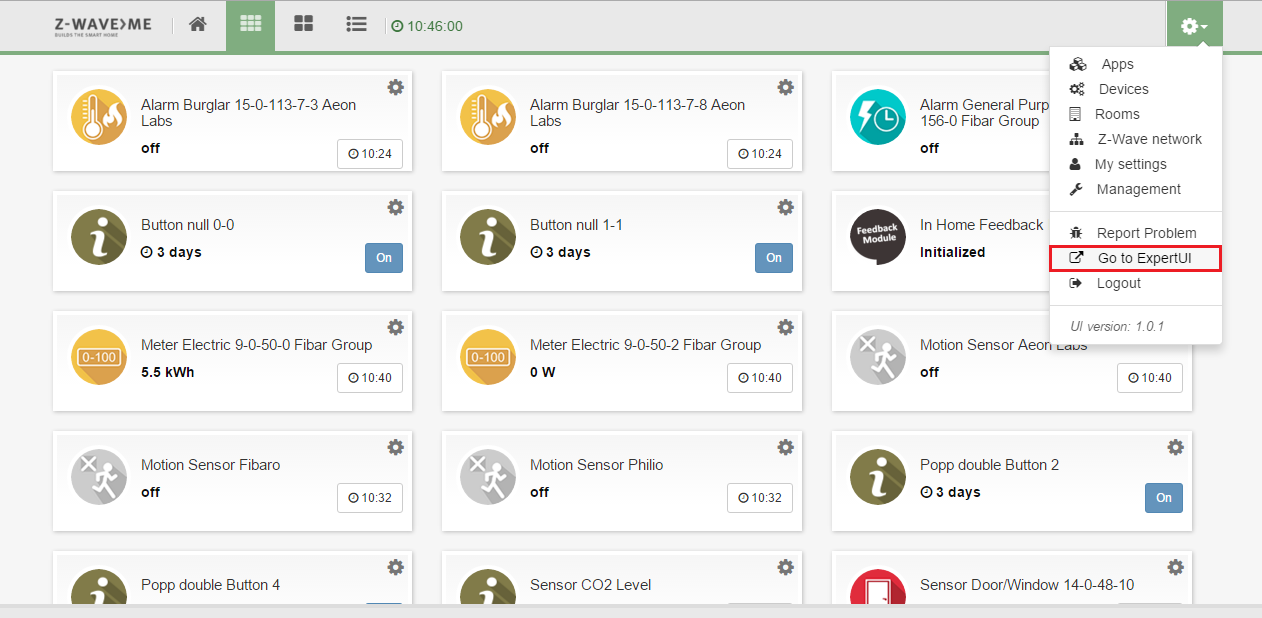 Z-WAVE>ME
BUILDS THE SMART HOME
10:46:00
Apps
Devices
Rooms
Z-Wave network
My settings
Management
Report Problem
Go to ExpertUI
Logout
UI version: 1.0.1
Alarm Burglar 15-0-113-7-3 Aeon
Labs
off
10:24
Alarm Burglar 15-0-113-7-8 Aeon
Labs
off
10:24
Alarm General Purp
156-0 Fibar Group
off
Button null 0-0
3 days
On
Button null 1-1
3 days
On
Feedback
Module
In Home Feedback
Initialized
0-100
Meter Electric 9-0-50-0 Fibar Group
5.5 kWh
10:40
0-100
Meter Electric 9-0-50-2 Fibar Group
0 W
10:40
Motion Sensor Aeon Labs
off
10:40
Motion Sensor Fibaro
off
10:32
Motion Sensor Philio
off
10:32
Popp double Button 2
3 days
On
Popp double Button 4
Sensor CO2 Level
Sensor Door/Window 14-0-48-10